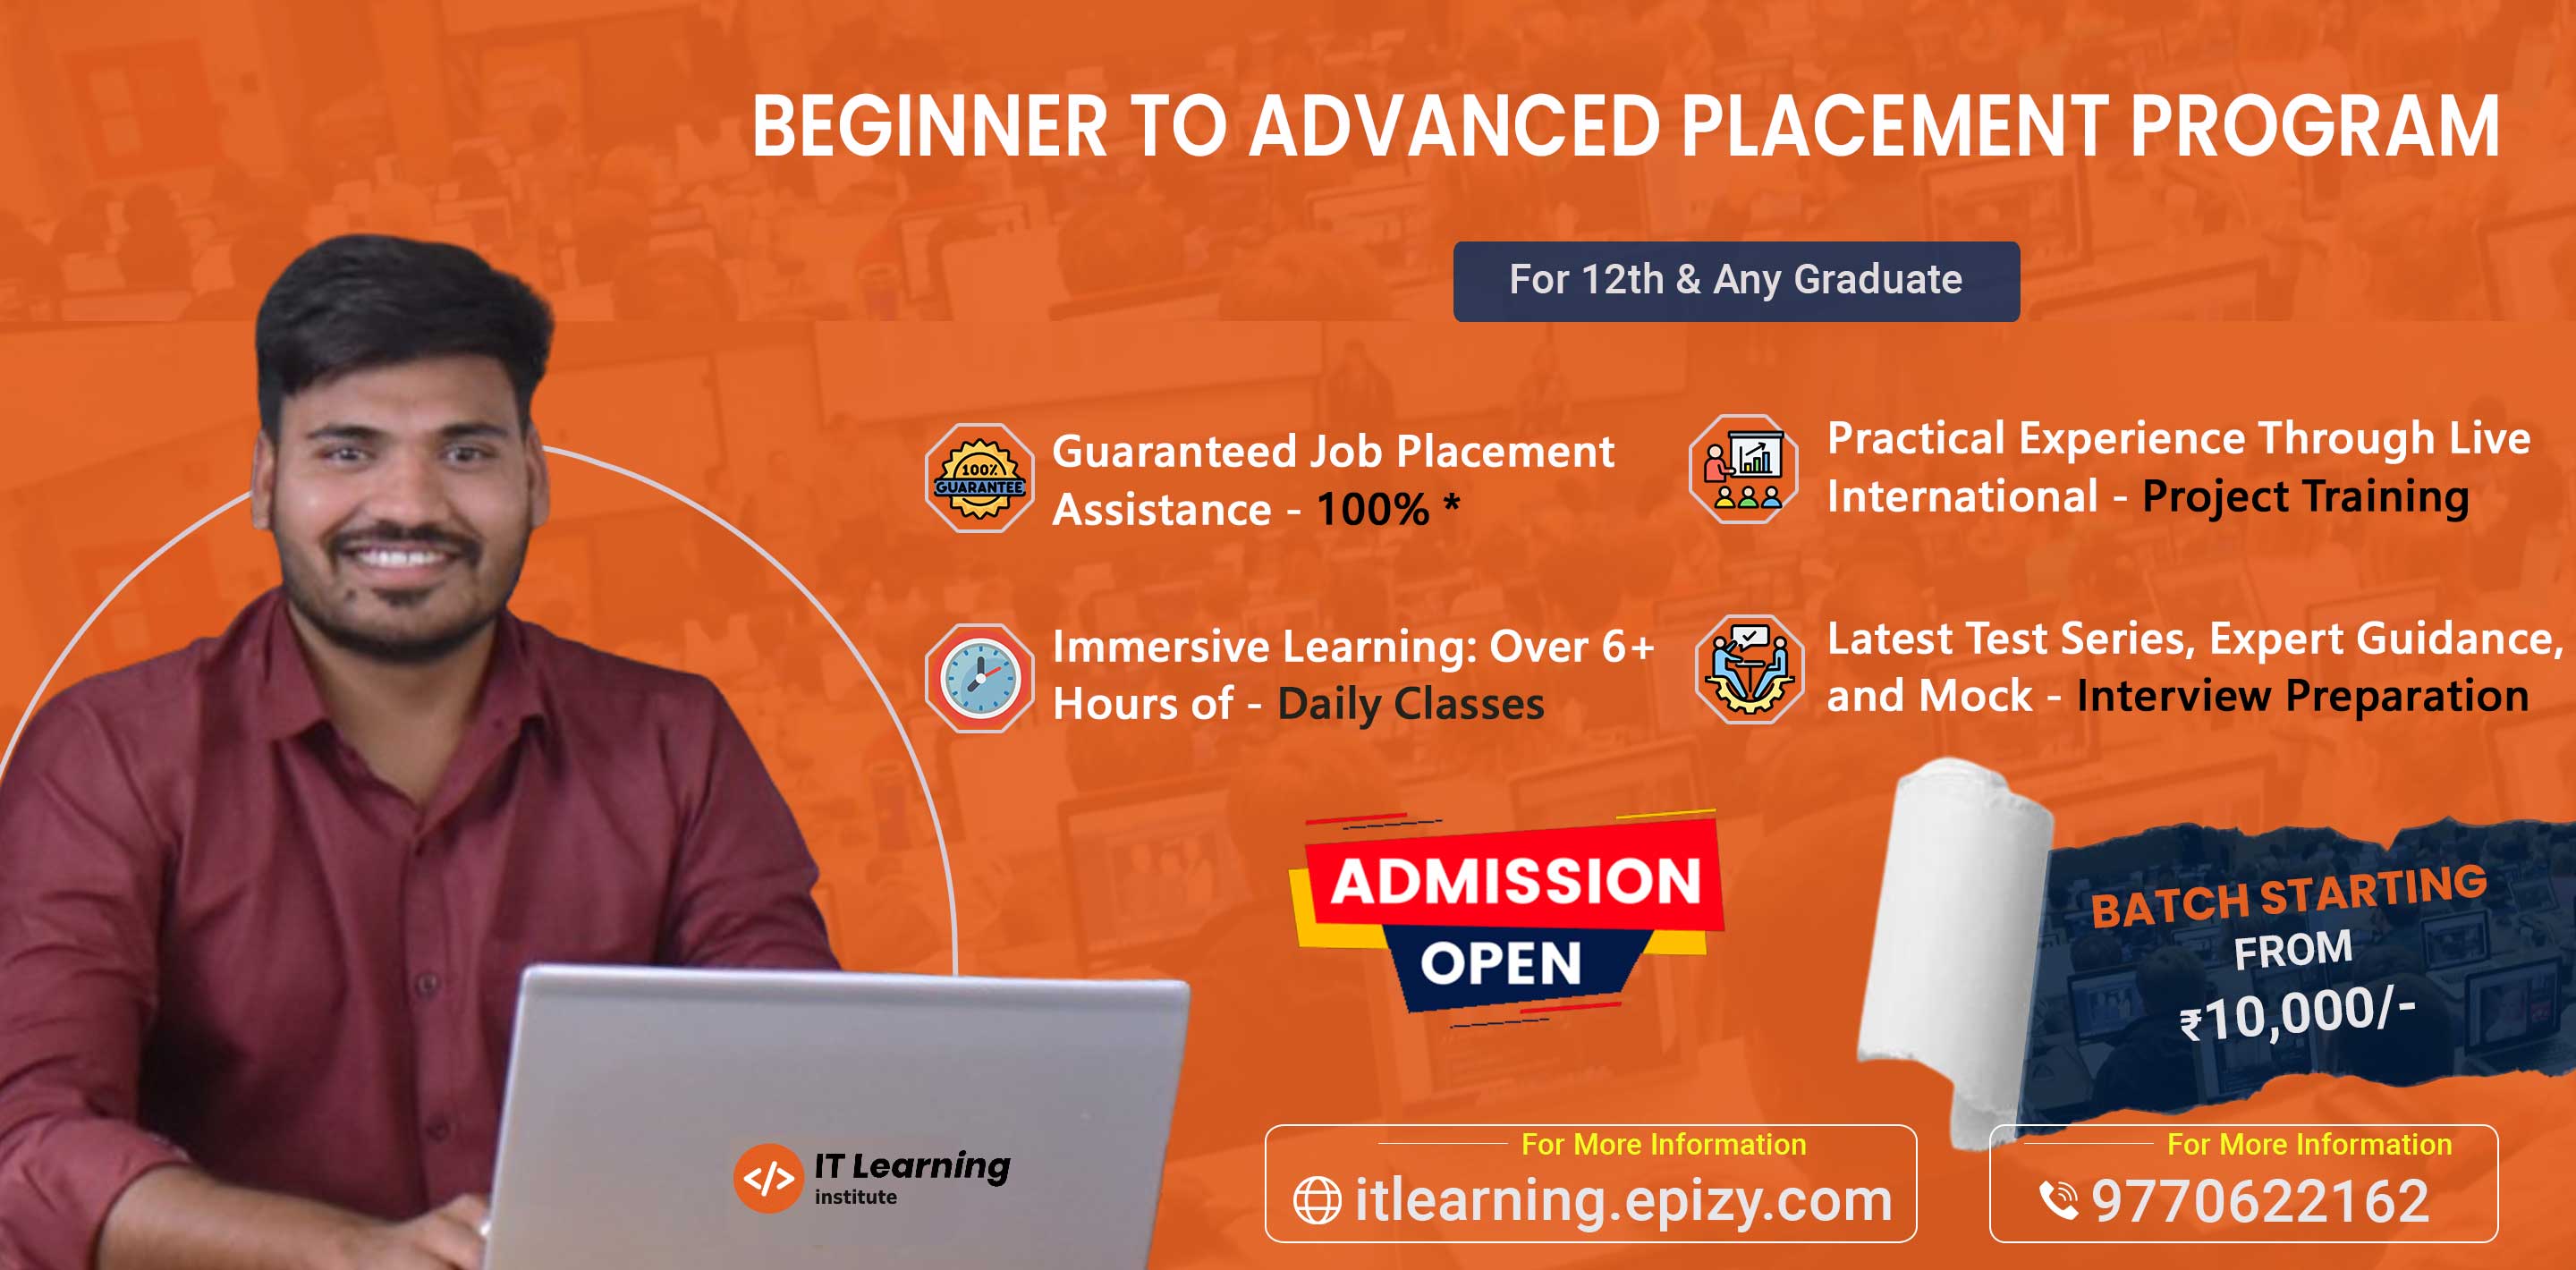 BEGINNER TO ADVANCED PLACEMENT PROGRAM
For 12th & Any Graduate
100%
GUARANTEE
Guaranteed Job Placement
Assistance - 100% *
Practical Experience Through Live
International - Project Training
Immersive Learning: Over 6+
Hours of - Daily Classes
Latest Test Series, Expert Guidance,
and Mock - Interview Preparation
ADMISSION
OPEN
BATCH STARTING
FROM
₹10,000/-
</> IT Learning
institute
For More Information
itlearning.epizy.com
For More Information
9770622162